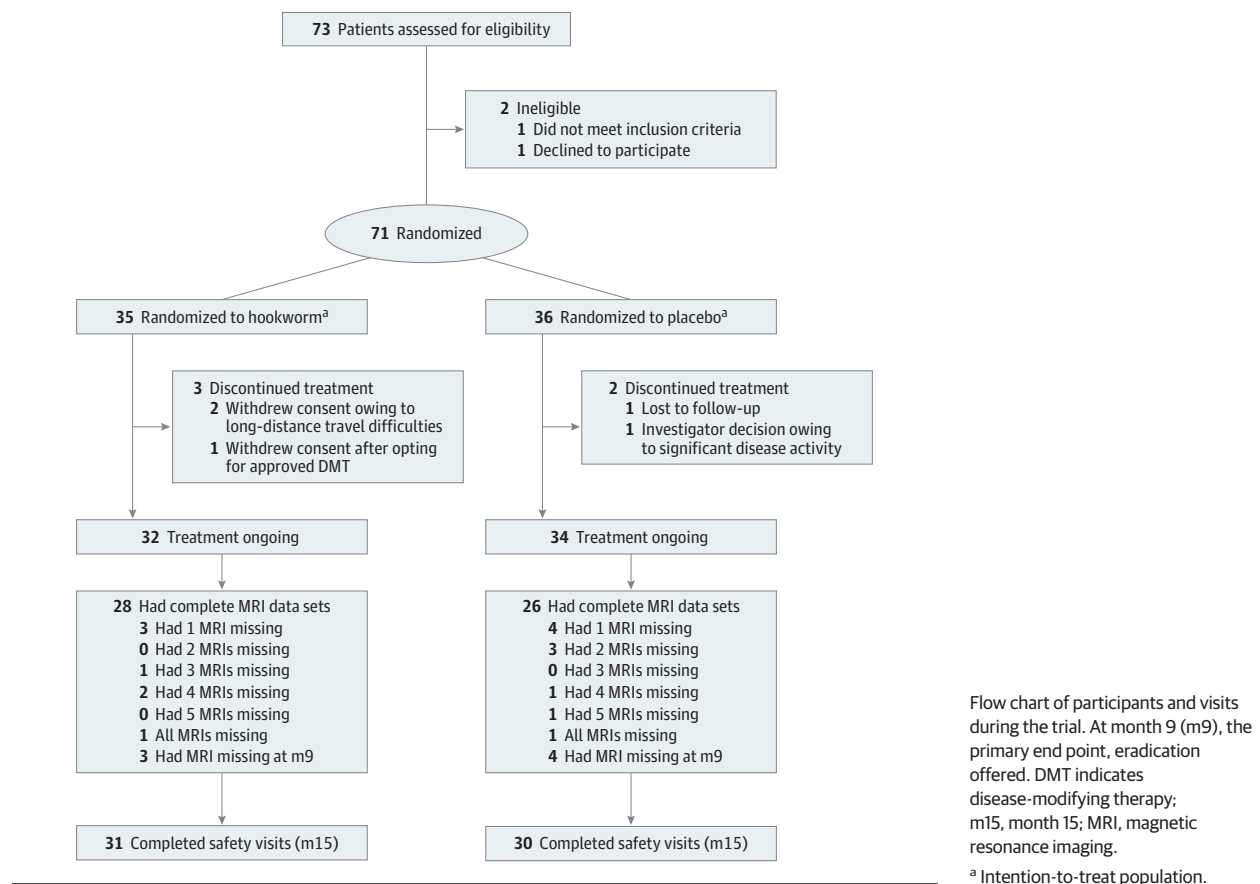 73 Patients assessed for eligibility
2 Ineligible
1 Did not meet inclusion criteria
1 Declined to participate
71 Randomized
35 Randomized to hookwormᵃ
36 Randomized to placeboᵃ
3 Discontinued treatment
2 Withdrew consent owing to
long-distance travel difficulties
1 Withdrew consent after opting
for approved DMT
2 Discontinued treatment
1 Lost to follow-up
1 Investigator decision owing
to significant disease activity
32 Treatment ongoing
34 Treatment ongoing
28 Had complete MRI data sets
3 Had 1 MRI missing
0 Had 2 MRIs missing
1 Had 3 MRIs missing
2 Had 4 MRIs missing
0 Had 5 MRIs missing
1 All MRIs missing
3 Had MRI missing at m9
26 Had complete MRI data sets
4 Had 1 MRI missing
3 Had 2 MRIs missing
0 Had 3 MRIs missing
1 Had 4 MRIs missing
1 Had 5 MRIs missing
1 All MRIs missing
4 Had MRI missing at m9
31 Completed safety visits (m15)
30 Completed safety visits (m15)
Flow chart of participants and visits
during the trial. At month 9 (m9), the
primary end point, eradication
offered. DMT indicates
disease-modifying therapy;
m15, month 15; MRI, magnetic
resonance imaging.
ᵃ Intention-to-treat population.